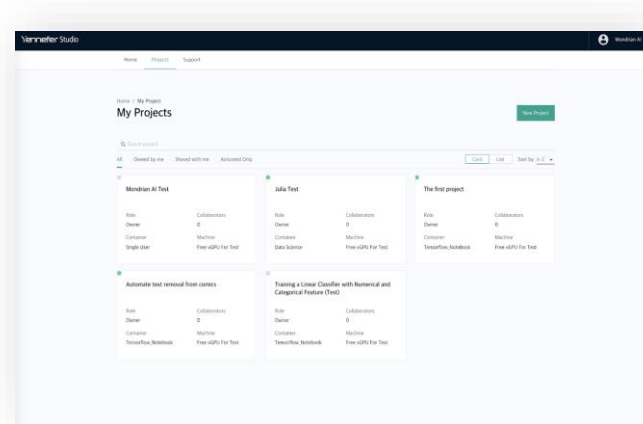 Yennefer Studio
Mondrian AI
Home Projects Support
Home / My Project
My Projects
New Project
Search project
All Owned by me Shared with me Activated Only
Card List Sort by A-Z
Mondrian AI Test
Role Collaborators
Owner 0
Container Machine
Single User Free vGPU For Test
Julia Test
Role Collaborators
Owner 0
Container Machine
Data Science Free vGPU For Test
The first project
Role Collaborators
Owner 0
Container Machine
Tensorflow_Notebook Free vGPU For Test
Automate text removal from comics
Role Collaborators
Owner 0
Container Machine
Tensorflow_Notebook Free vGPU For Test
Training a Linear Classifier with Numerical and
Categorical Feature (Test)
Role Collaborators
Owner 0
Container Machine
Tensorflow_Notebook Free vGPU For Test